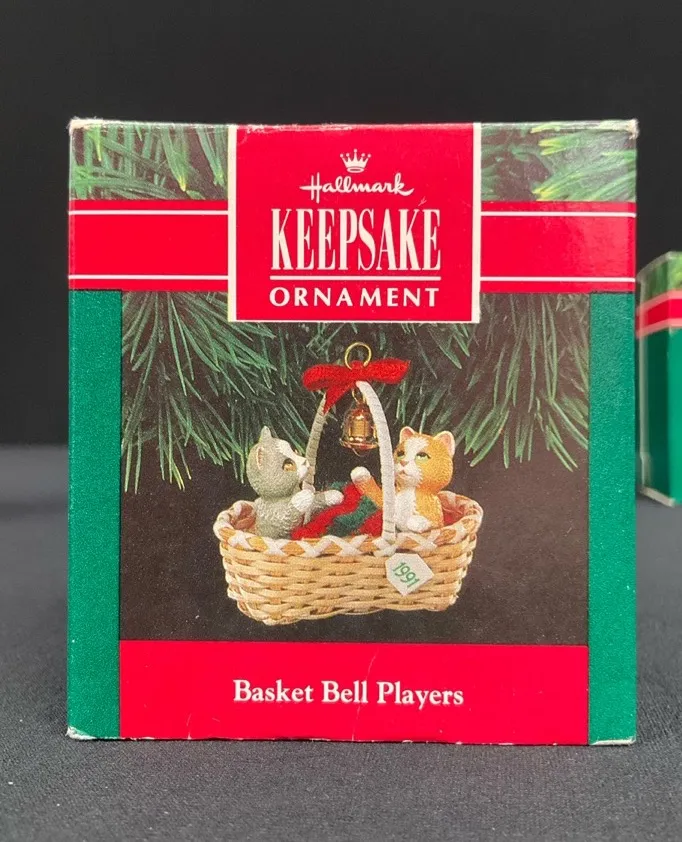 Hallmark
KEEPSAKE
ORNAMENT
1991
Basket Bell Players